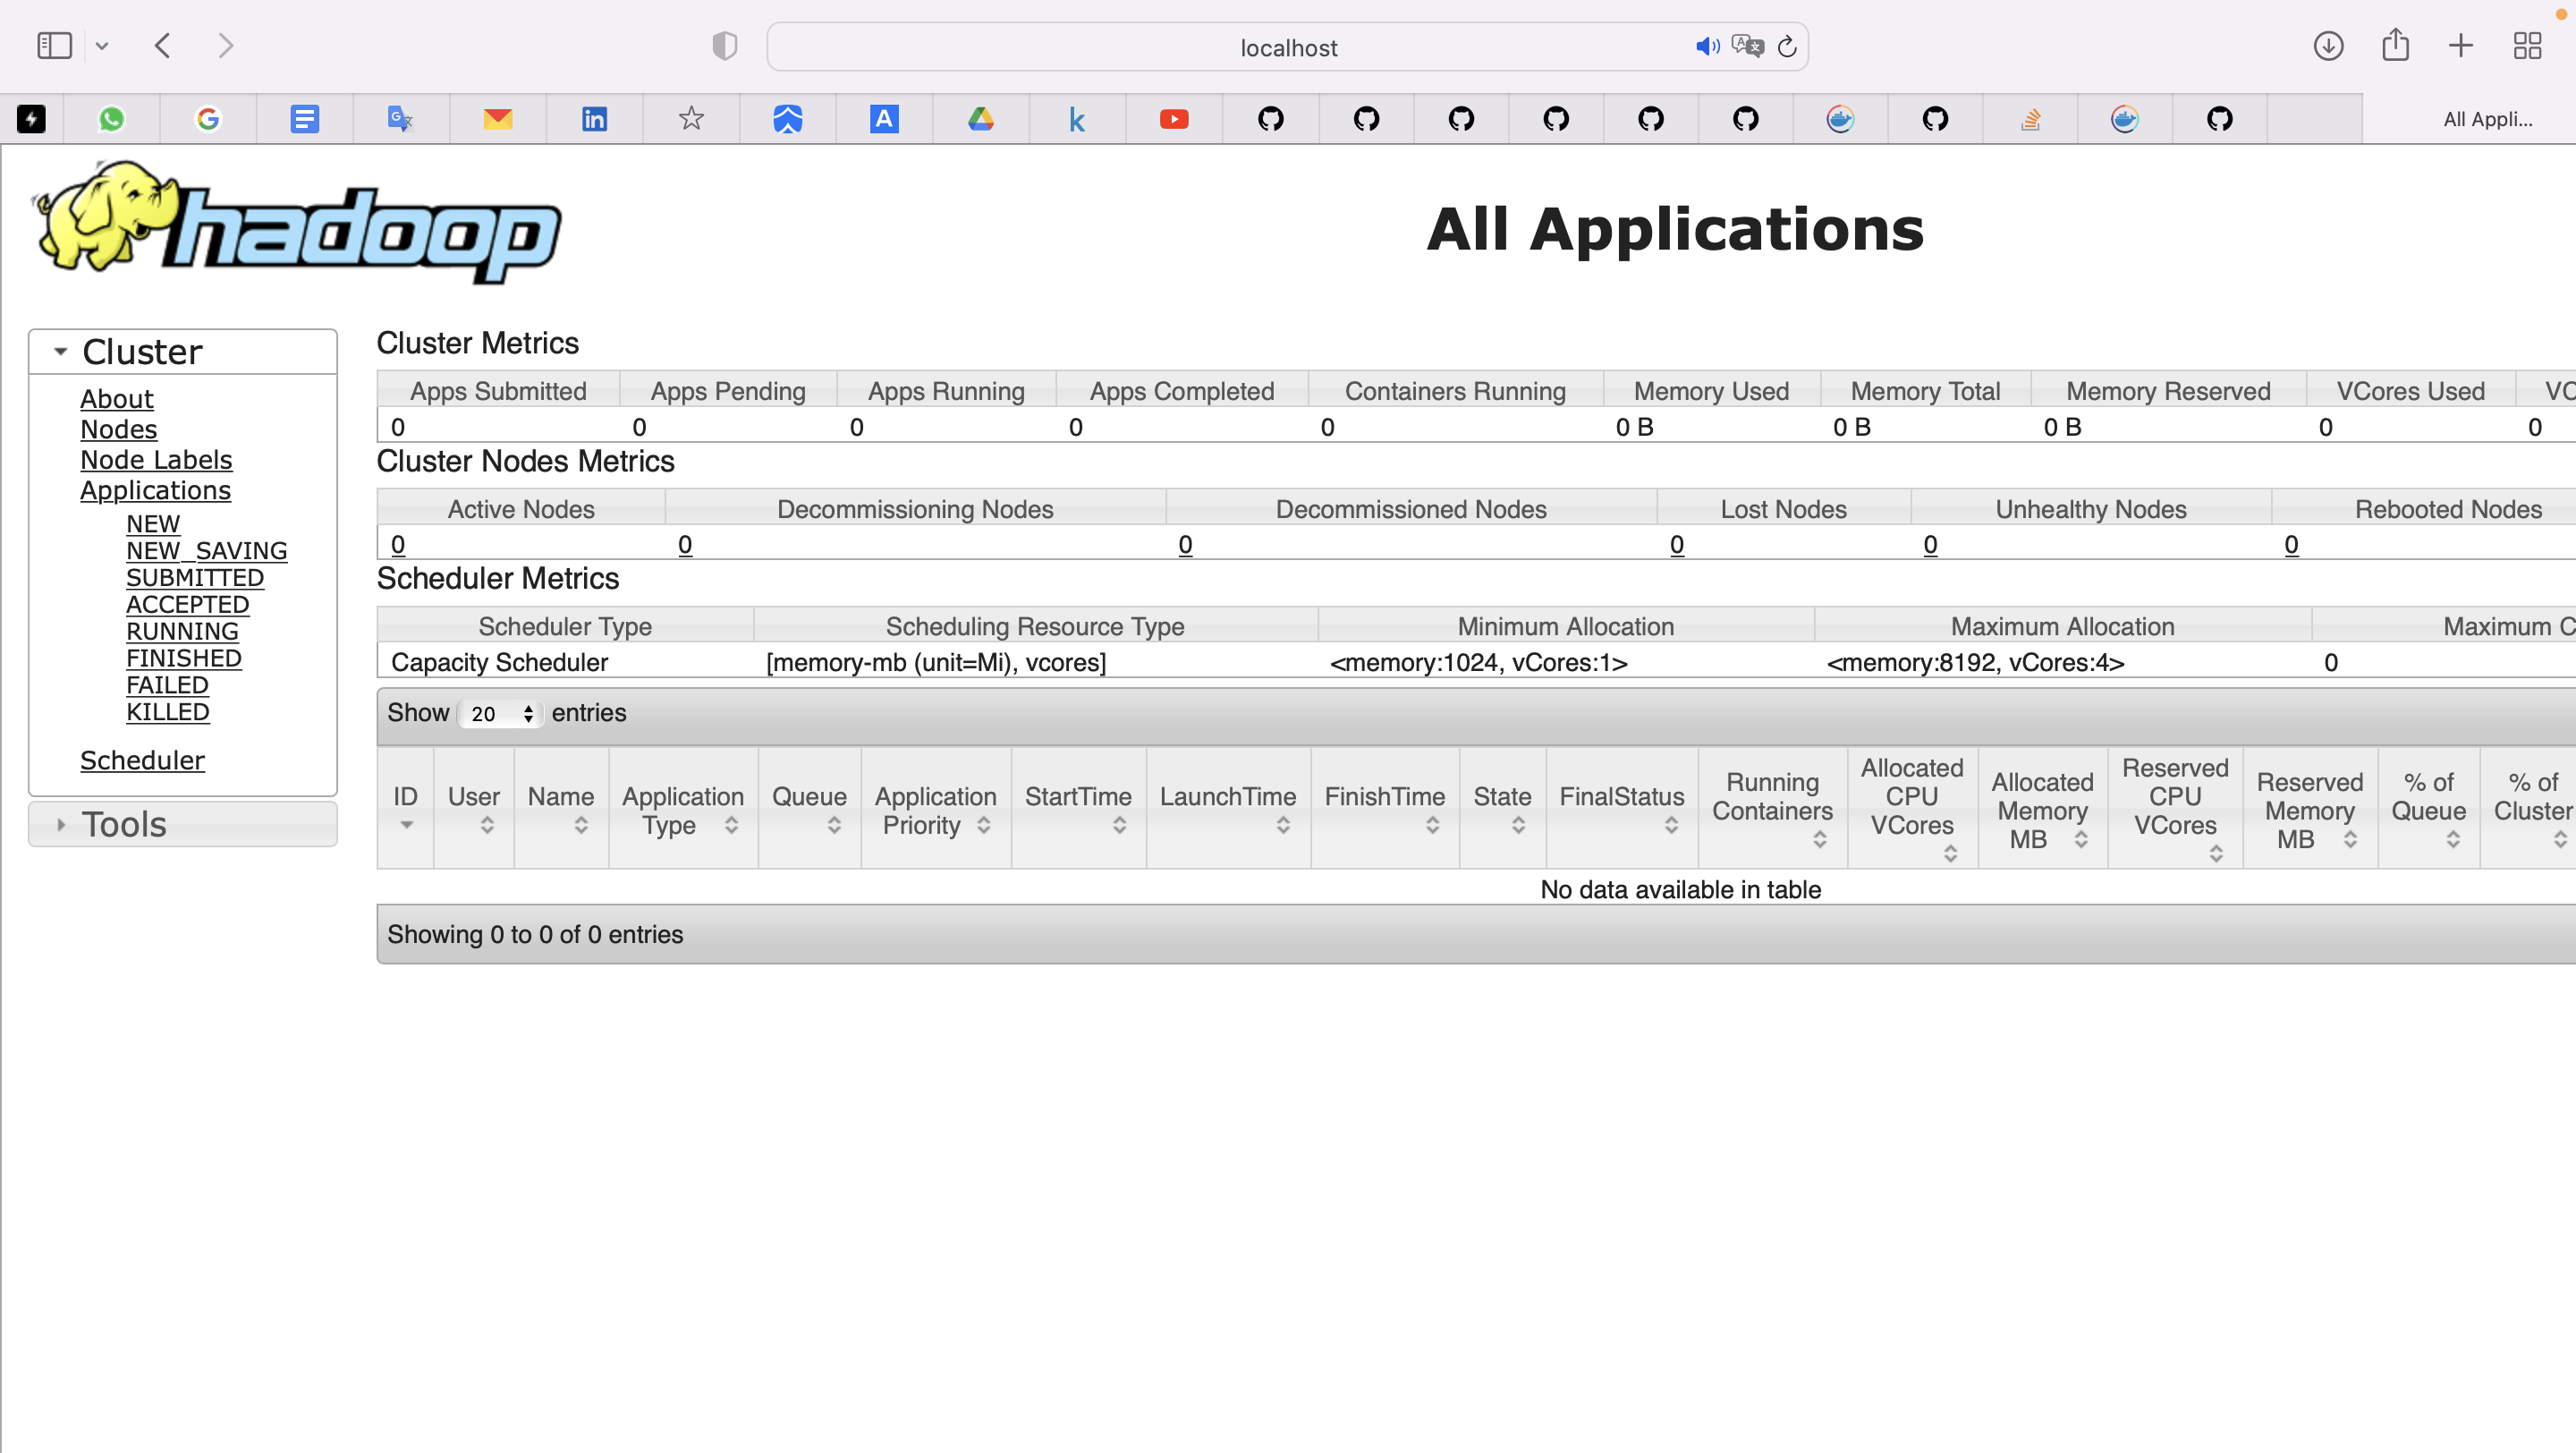 localhost
All Appli...
hadoop
All Applications
Cluster
About
Nodes
Node Labels
Applications
NEW
NEW_SAVING
SUBMITTED
ACCEPTED
RUNNING
FINISHED
FAILED
KILLED
Scheduler
Tools
Cluster Metrics
Apps Submitted Apps Pending Apps Running Apps Completed Containers Running Memory Used Memory Total Memory Reserved VCores Used VC
0 0 0 0 0 0 B 0 B 0 B 0 0
Cluster Nodes Metrics
Active Nodes Decommissioning Nodes Decommissioned Nodes Lost Nodes Unhealthy Nodes Rebooted Nodes
0 0 0 0 0 0
Scheduler Metrics
Scheduler Type Scheduling Resource Type Minimum Allocation Maximum Allocation Maximum C
Capacity Scheduler [memory-mb (unit=Mi), vcores] <memory:1024, vCores:1> <memory:8192, vCores:4> 0
Show 20 entries
ID User Name Application Type Queue Application Priority StartTime LaunchTime FinishTime State FinalStatus Running Containers Allocated CPU VCores Allocated Memory MB Reserved CPU VCores Reserved Memory MB % of Queue % of Cluster
No data available in table
Showing 0 to 0 of 0 entries